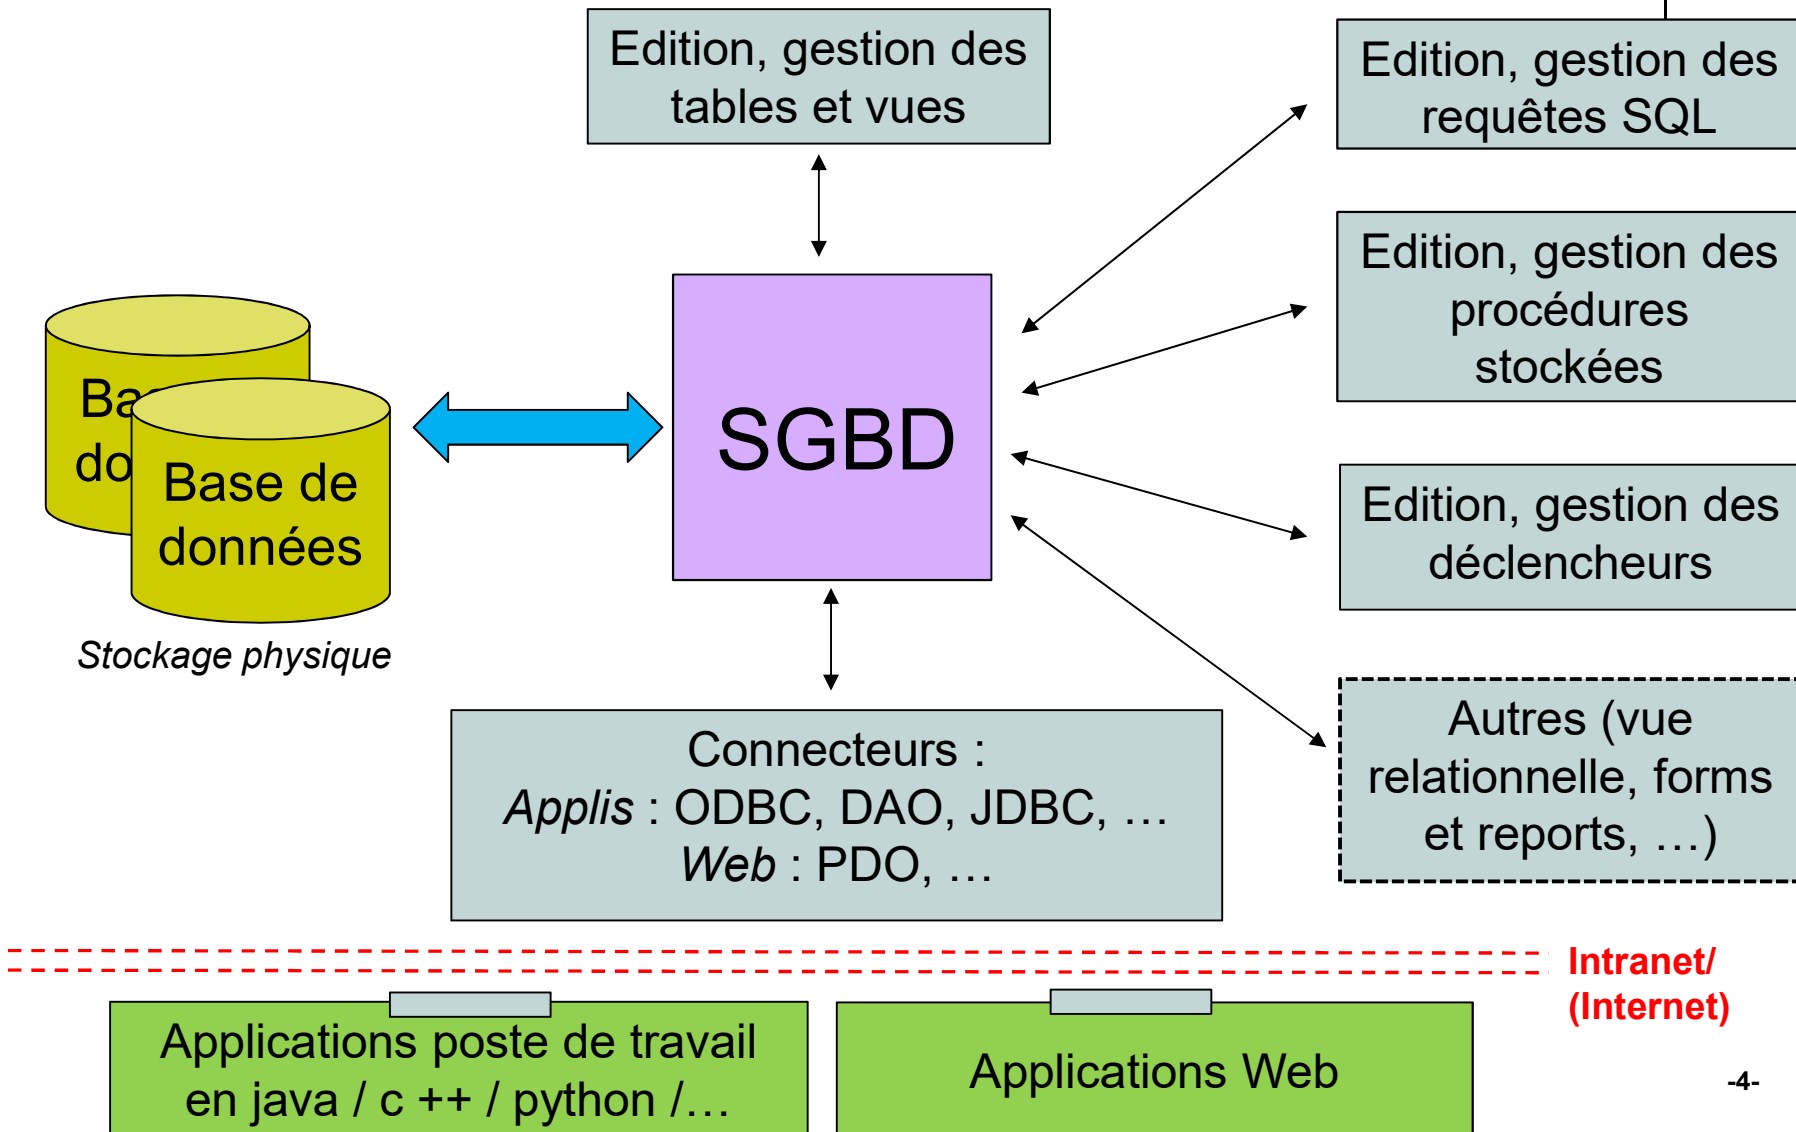 Edition, gestion des
tables et vues
Edition, gestion des
requêtes SQL
Edition, gestion des
procédures
stockées
Ba
do
Base de
données
SGBD
Edition, gestion des
déclencheurs
Stockage physique
Autres (vue
relationnelle, forms
et reports, …)
Connecteurs :
Applis : ODBC, DAO, JDBC, …
Web : PDO, …
Intranet/
(Internet)
Applications poste de travail
en java / c ++ / python /…
Applications Web
-4-